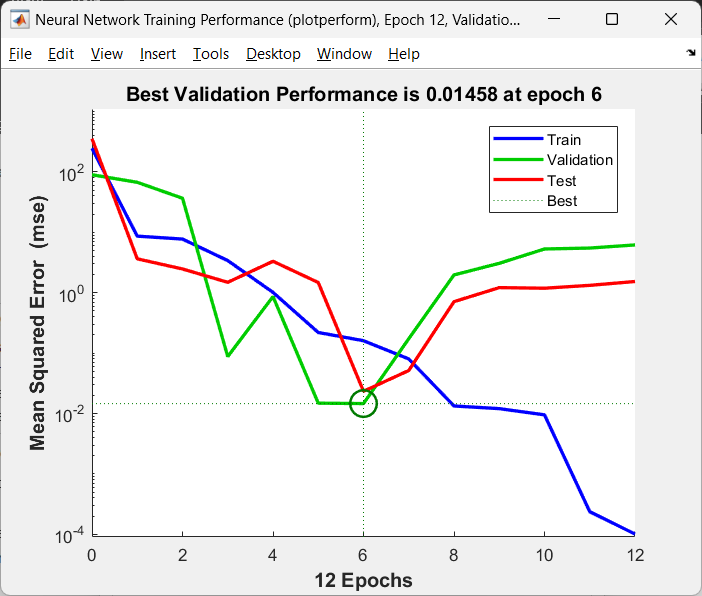 Neural Network Training Performance (plotperform), Epoch 12, Validatio...
File Edit View Insert Tools Desktop Window Help
Best Validation Performance is 0.01458 at epoch 6
Train
Validation
Test
Best
10^2
10^0
10^-2
10^-4
Mean Squared Error (mse)
0 2 4 6 8 10 12
12 Epochs